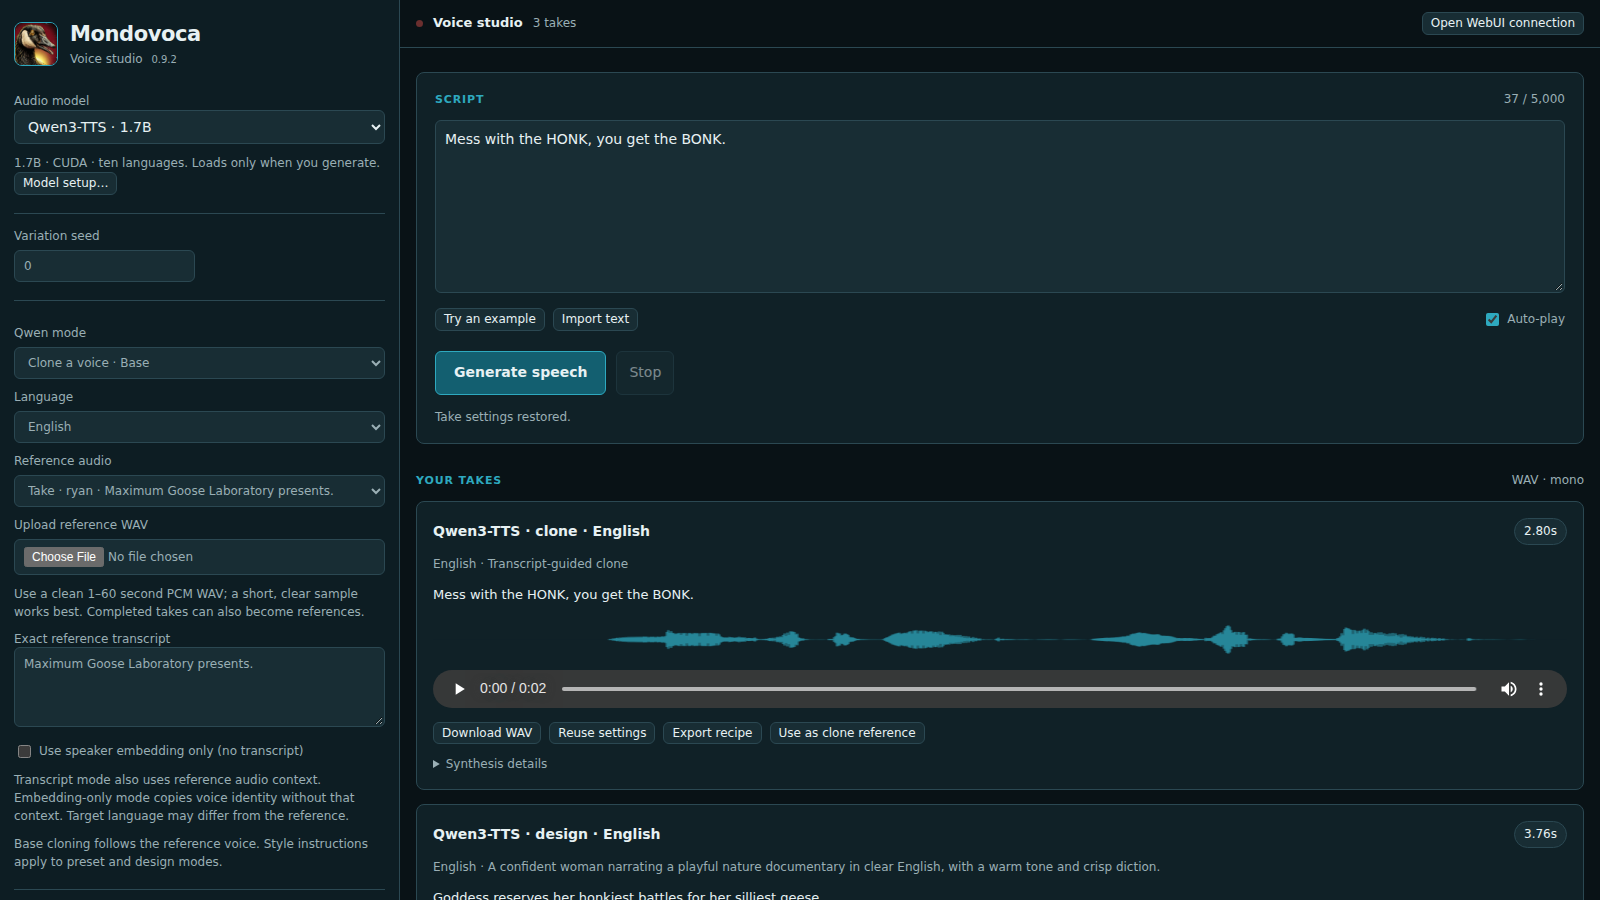 Mondovoca
Voice studio 0.9.2
Audio model
Qwen3-TTS · 1.7B
1.7B · CUDA · ten languages. Loads only when you generate.
Model setup…
Variation seed
0
Qwen mode
Clone a voice · Base
Language
English
Reference audio
Take · ryan · Maximum Goose Laboratory presents.
Upload reference WAV
Choose File No file chosen
Use a clean 1–60 second PCM WAV; a short, clear sample
works best. Completed takes can also become references.
Exact reference transcript
Maximum Goose Laboratory presents.
Use speaker embedding only (no transcript)
Transcript mode also uses reference audio context.
Embedding-only mode copies voice identity without that
context. Target language may differ from the reference.
Base cloning follows the reference voice. Style instructions
apply to preset and design modes.
Voice studio 3 takes
Open WebUI connection
SCRIPT
37 / 5,000
Mess with the HONK, you get the BONK.
Try an example Import text
Auto-play
Generate speech Stop
Take settings restored.
YOUR TAKES
WAV · mono
Qwen3-TTS · clone · English
2.80s
English · Transcript-guided clone
Mess with the HONK, you get the BONK.
0:00 / 0:02
Download WAV Reuse settings Export recipe Use as clone reference
Synthesis details
Qwen3-TTS · design · English
3.76s
English · A confident woman narrating a playful nature documentary in clear English, with a warm tone and crisp diction.
Goddess reserves her honkiest battles for her silliest geese.